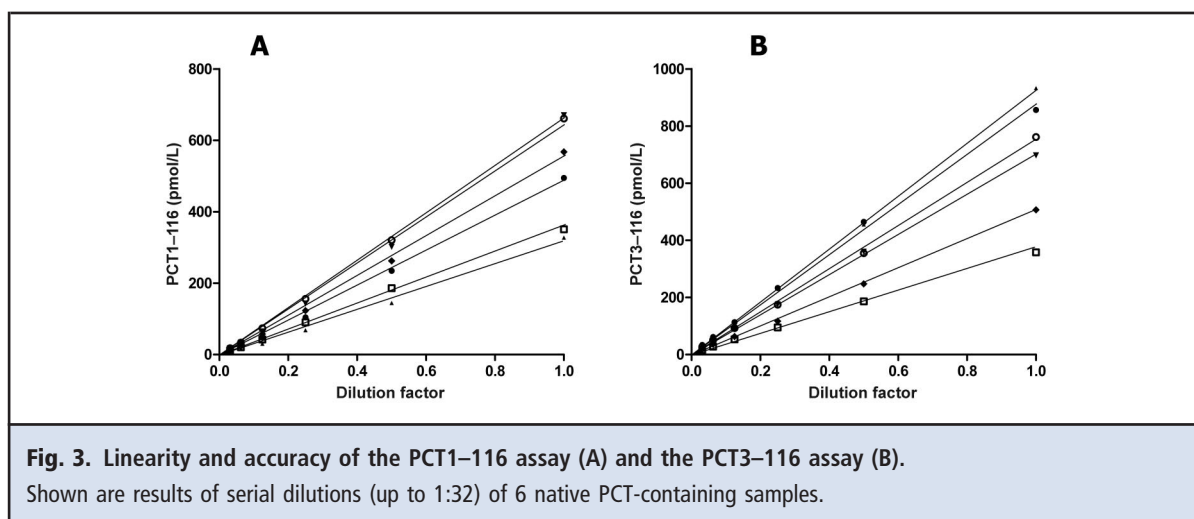 A
B
800
600
400
200
0
PCT1–116 (pmol/L)
0.0 0.2 0.4 0.6 0.8 1.0
Dilution factor
1000
800
600
400
200
0
PCT3–116 (pmol/L)
0.0 0.2 0.4 0.6 0.8 1.0
Dilution factor
Fig. 3. Linearity and accuracy of the PCT1–116 assay (A) and the PCT3–116 assay (B).
Shown are results of serial dilutions (up to 1:32) of 6 native PCT-containing samples.